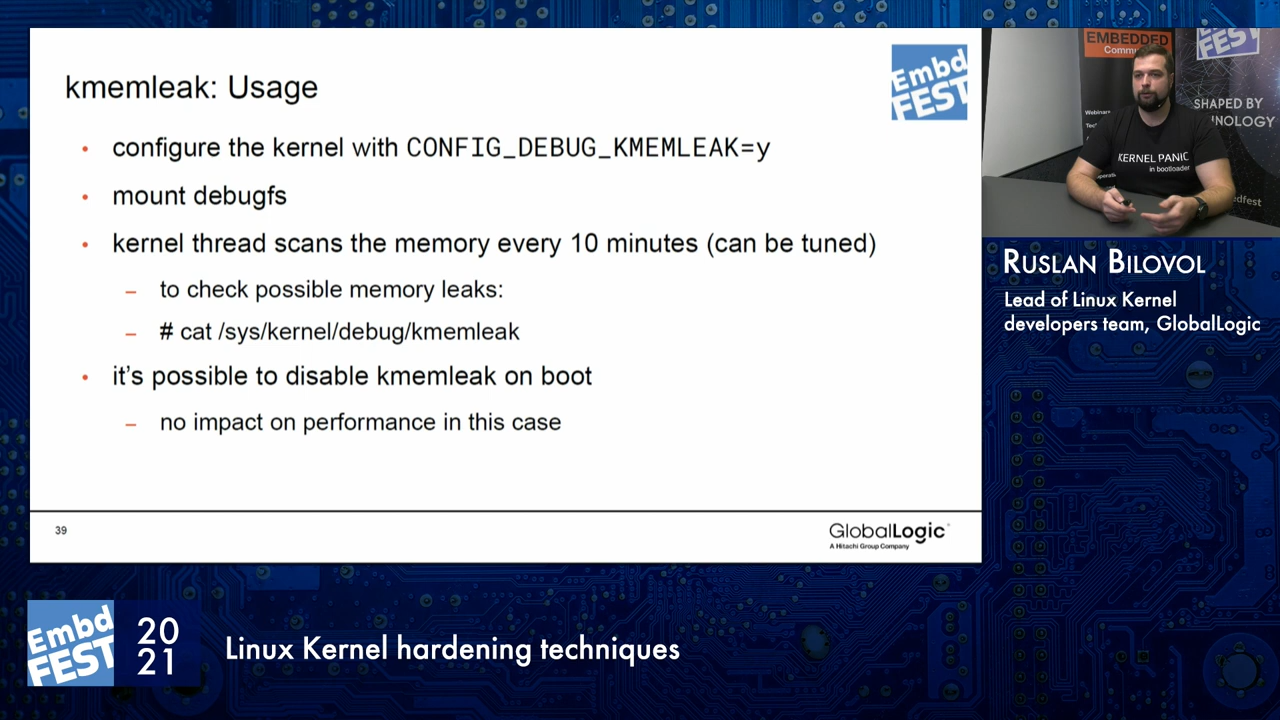 kmemleak: Usage
Embd
FEST
• configure the kernel with CONFIG_DEBUG_KMEMLEAK=y
• mount debugfs
• kernel thread scans the memory every 10 minutes (can be tuned)
– to check possible memory leaks:
– # cat /sys/kernel/debug/kmemleak
• it’s possible to disable kmemleak on boot
– no impact on performance in this case
39
GlobalLogic
A Hitachi Group Company
EMBEDDED
Webinars
FEST
SHAPED BY
KERNEL PANIC
in bootloader
RUSLAN BILOVOL
Lead of Linux Kernel
developers team, GlobalLogic
Embd
FEST
20
21
Linux Kernel hardening techniques